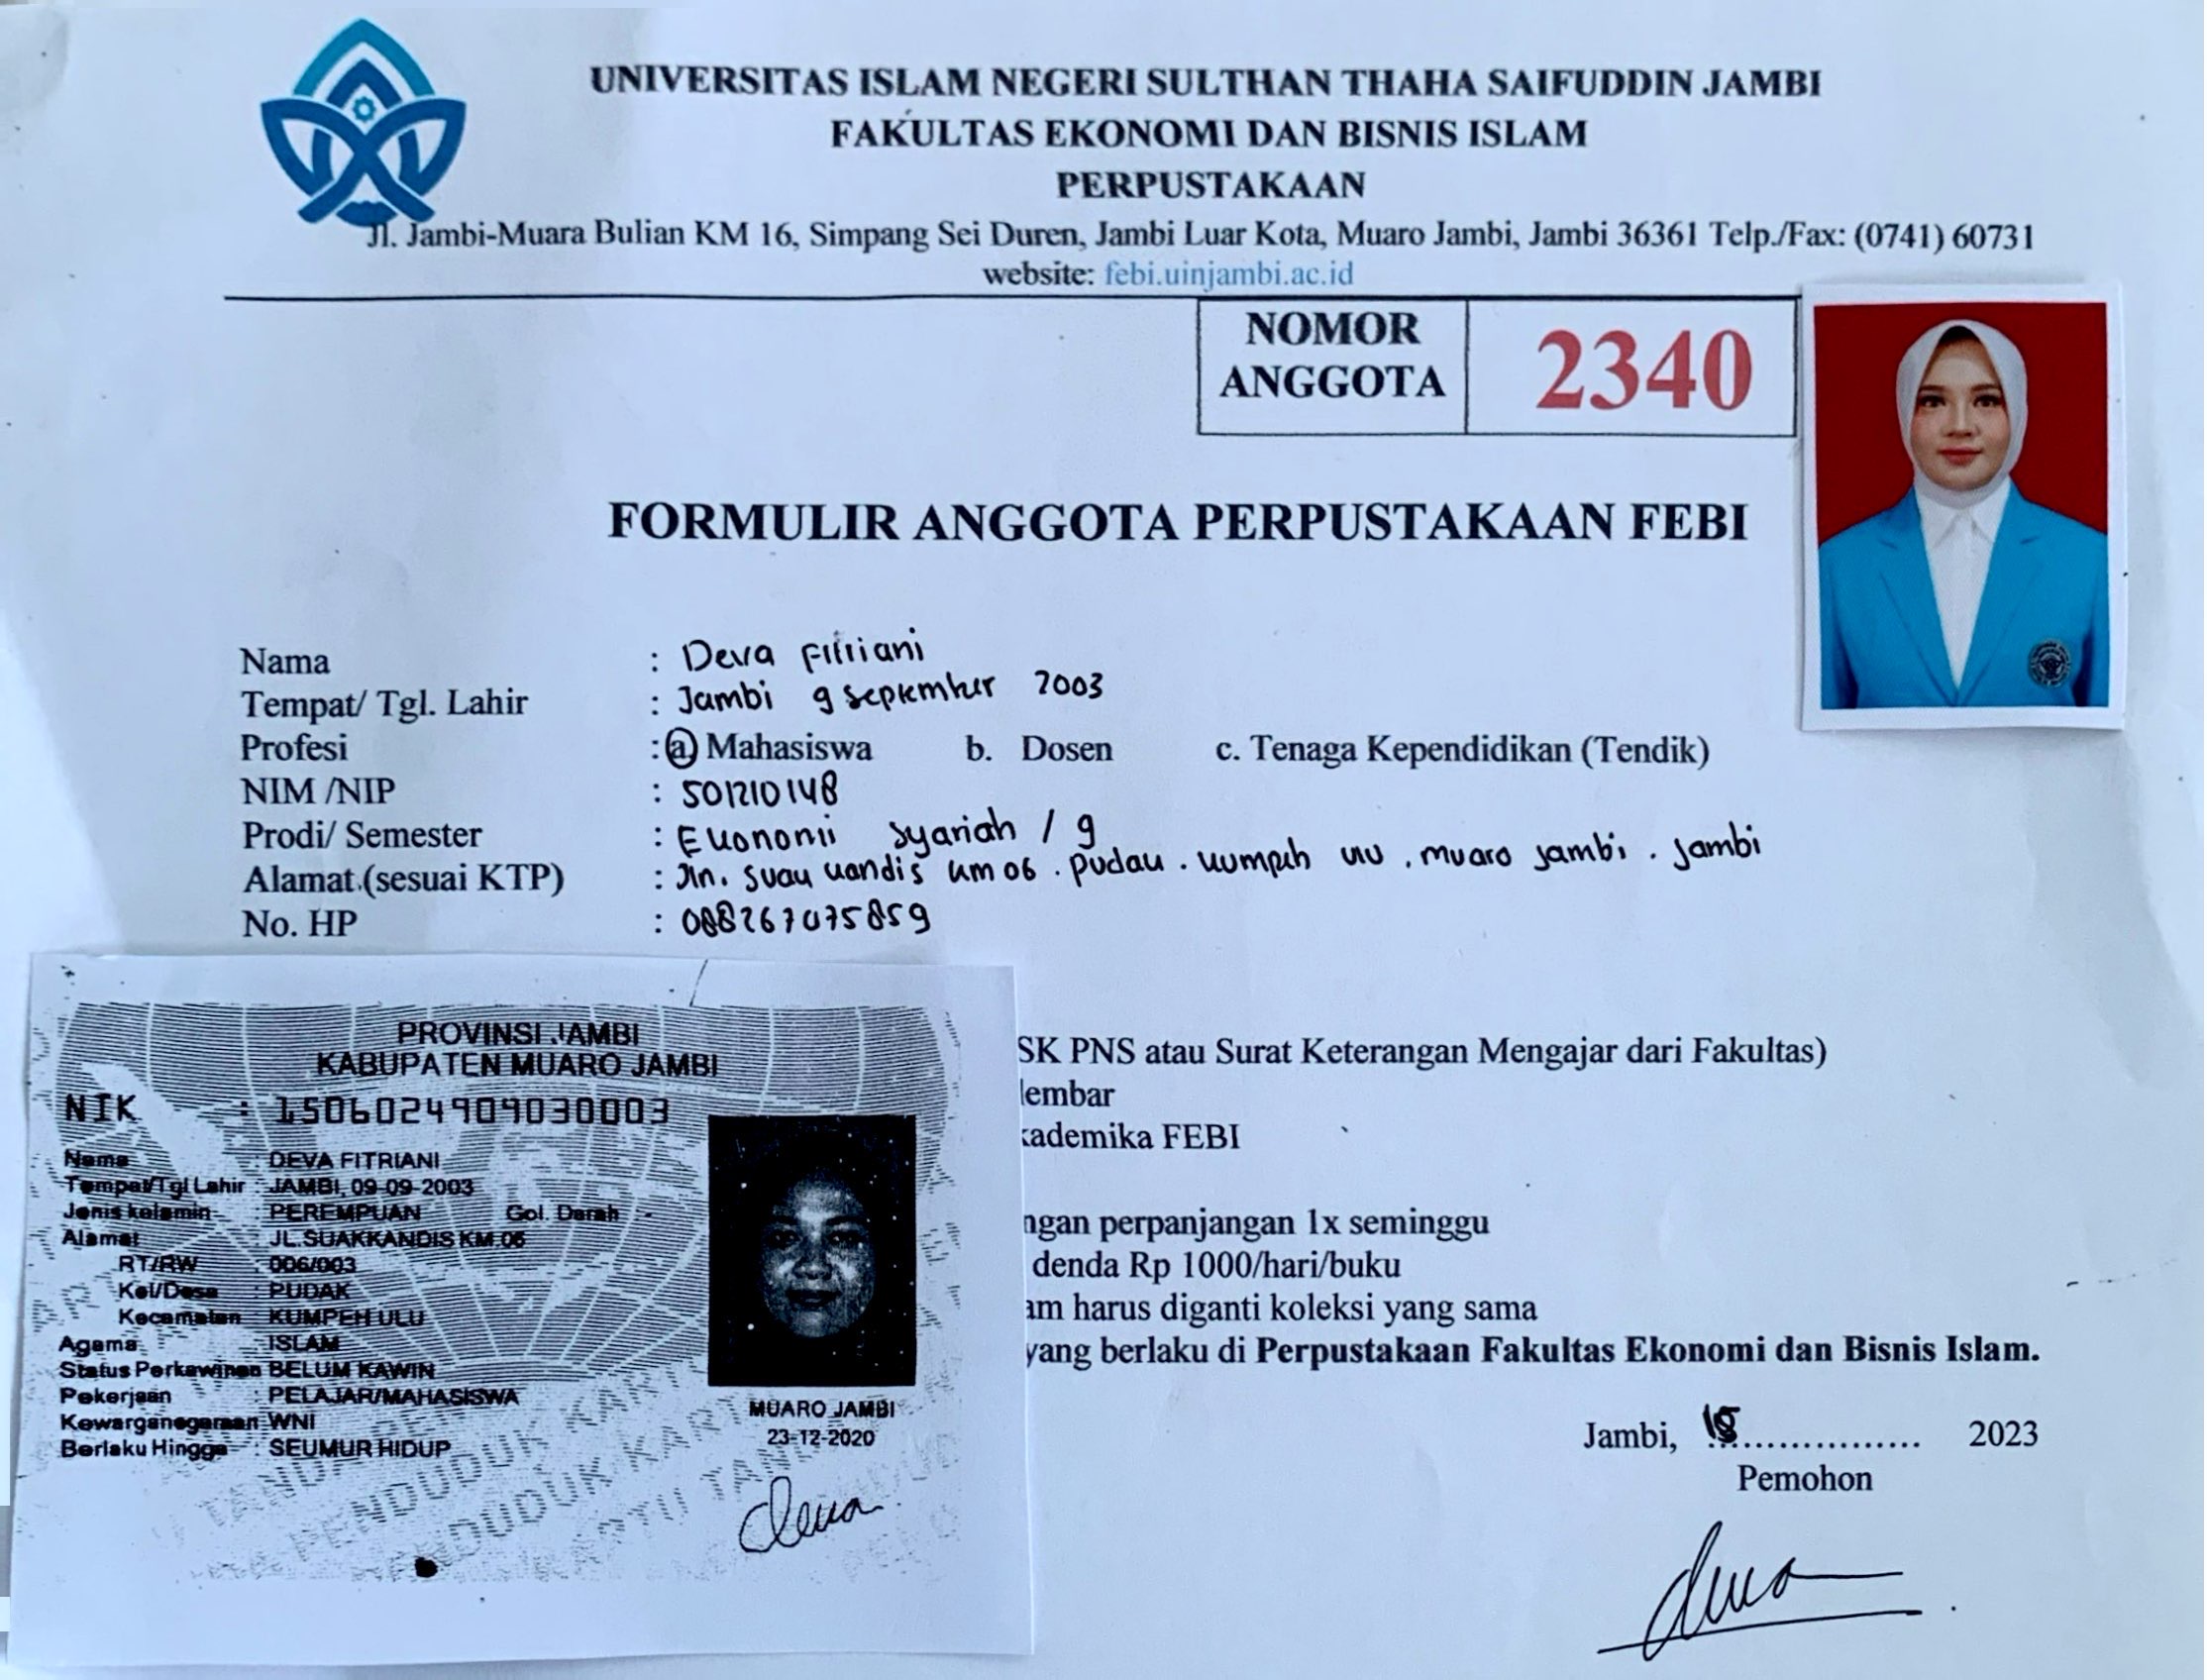 UNIVERSITAS ISLAM NEGERI SULTHAN THAHA SAIFUDDIN JAMBI
FAKULTAS EKONOMI DAN BISNIS ISLAM
PERPUSTAKAAN
Jl. Jambi-Muara Bulian KM 16, Simpang Sei Duren, Jambi Luar Kota, Muaro Jambi, Jambi 36361 Telp./Fax: (0741) 60731
website: febi.uinjambi.ac.id
NOMOR ANGGOTA 2340
FORMULIR ANGGOTA PERPUSTAKAAN FEBI
Nama : Deva Fitriani
Tempat/ Tgl. Lahir : Jambi 9 September 2003
Profesi : a Mahasiswa b. Dosen c. Tenaga Kependidikan (Tendik)
NIM /NIP : 501210148
Prodi/ Semester : Ekonomi Syariah / 9
Alamat (sesuai KTP) : Jln. Suak kandis km 06 . pudak . kumpeh ulu . muaro jambi . Jambi
No. HP : 088267075859
SK PNS atau Surat Keterangan Mengajar dari Fakultas)
lembar
kademika FEBI
ngan perpanjangan 1x seminggu
denda Rp 1000/hari/buku
am harus diganti koleksi yang sama
yang berlaku di Perpustakaan Fakultas Ekonomi dan Bisnis Islam.
Jambi, 2023
Pemohon
PROVINSI JAMBI
KABUPATEN MUARO JAMBI
NIK : 1506024909030003
Nama : DEVA FITRIANI
Tempat/Tgl Lahir : JAMBI, 09-09-2003
Jenis kelamin : PEREMPUAN Gol. Darah -
Alamat : JL.SUAKKANDIS KM.06
RT/RW : 006/003
Kel/Desa : PUDAK
Kecamatan : KUMPEH ULU
Agama : ISLAM
Status Perkawinan BELUM KAWIN
Pekerjaan : PELAJAR/MAHASISWA
Kewarganegaraan WNI
Berlaku Hingga : SEUMUR HIDUP
MUARO JAMBI
23-12-2020